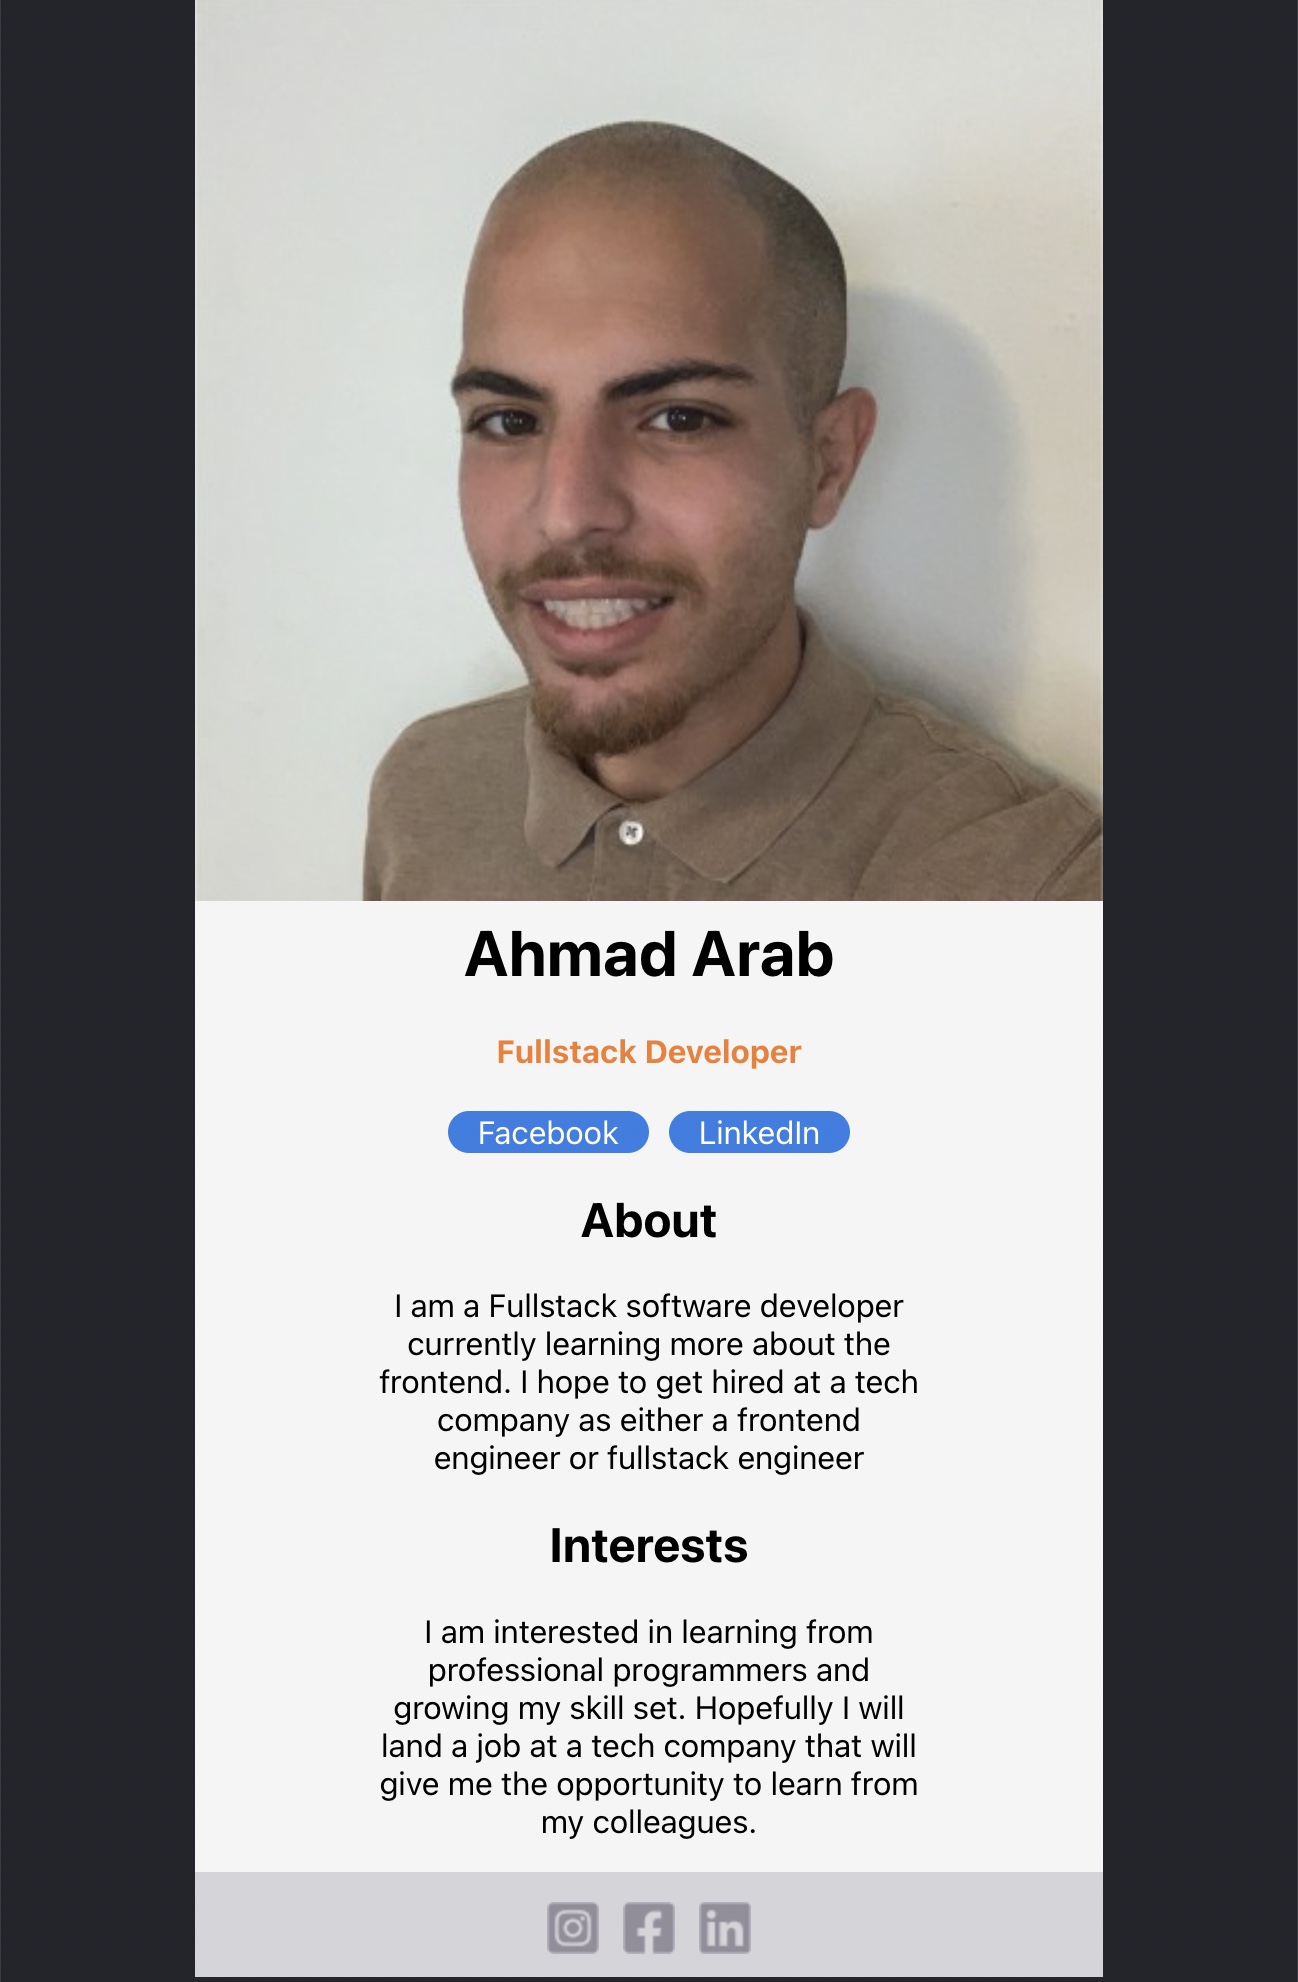 Ahmad Arab
Fullstack Developer
Facebook LinkedIn
About
I am a Fullstack software developer
currently learning more about the
frontend. I hope to get hired at a tech
company as either a frontend
engineer or fullstack engineer
Interests
I am interested in learning from
professional programmers and
growing my skill set. Hopefully I will
land a job at a tech company that will
give me the opportunity to learn from
my colleagues.